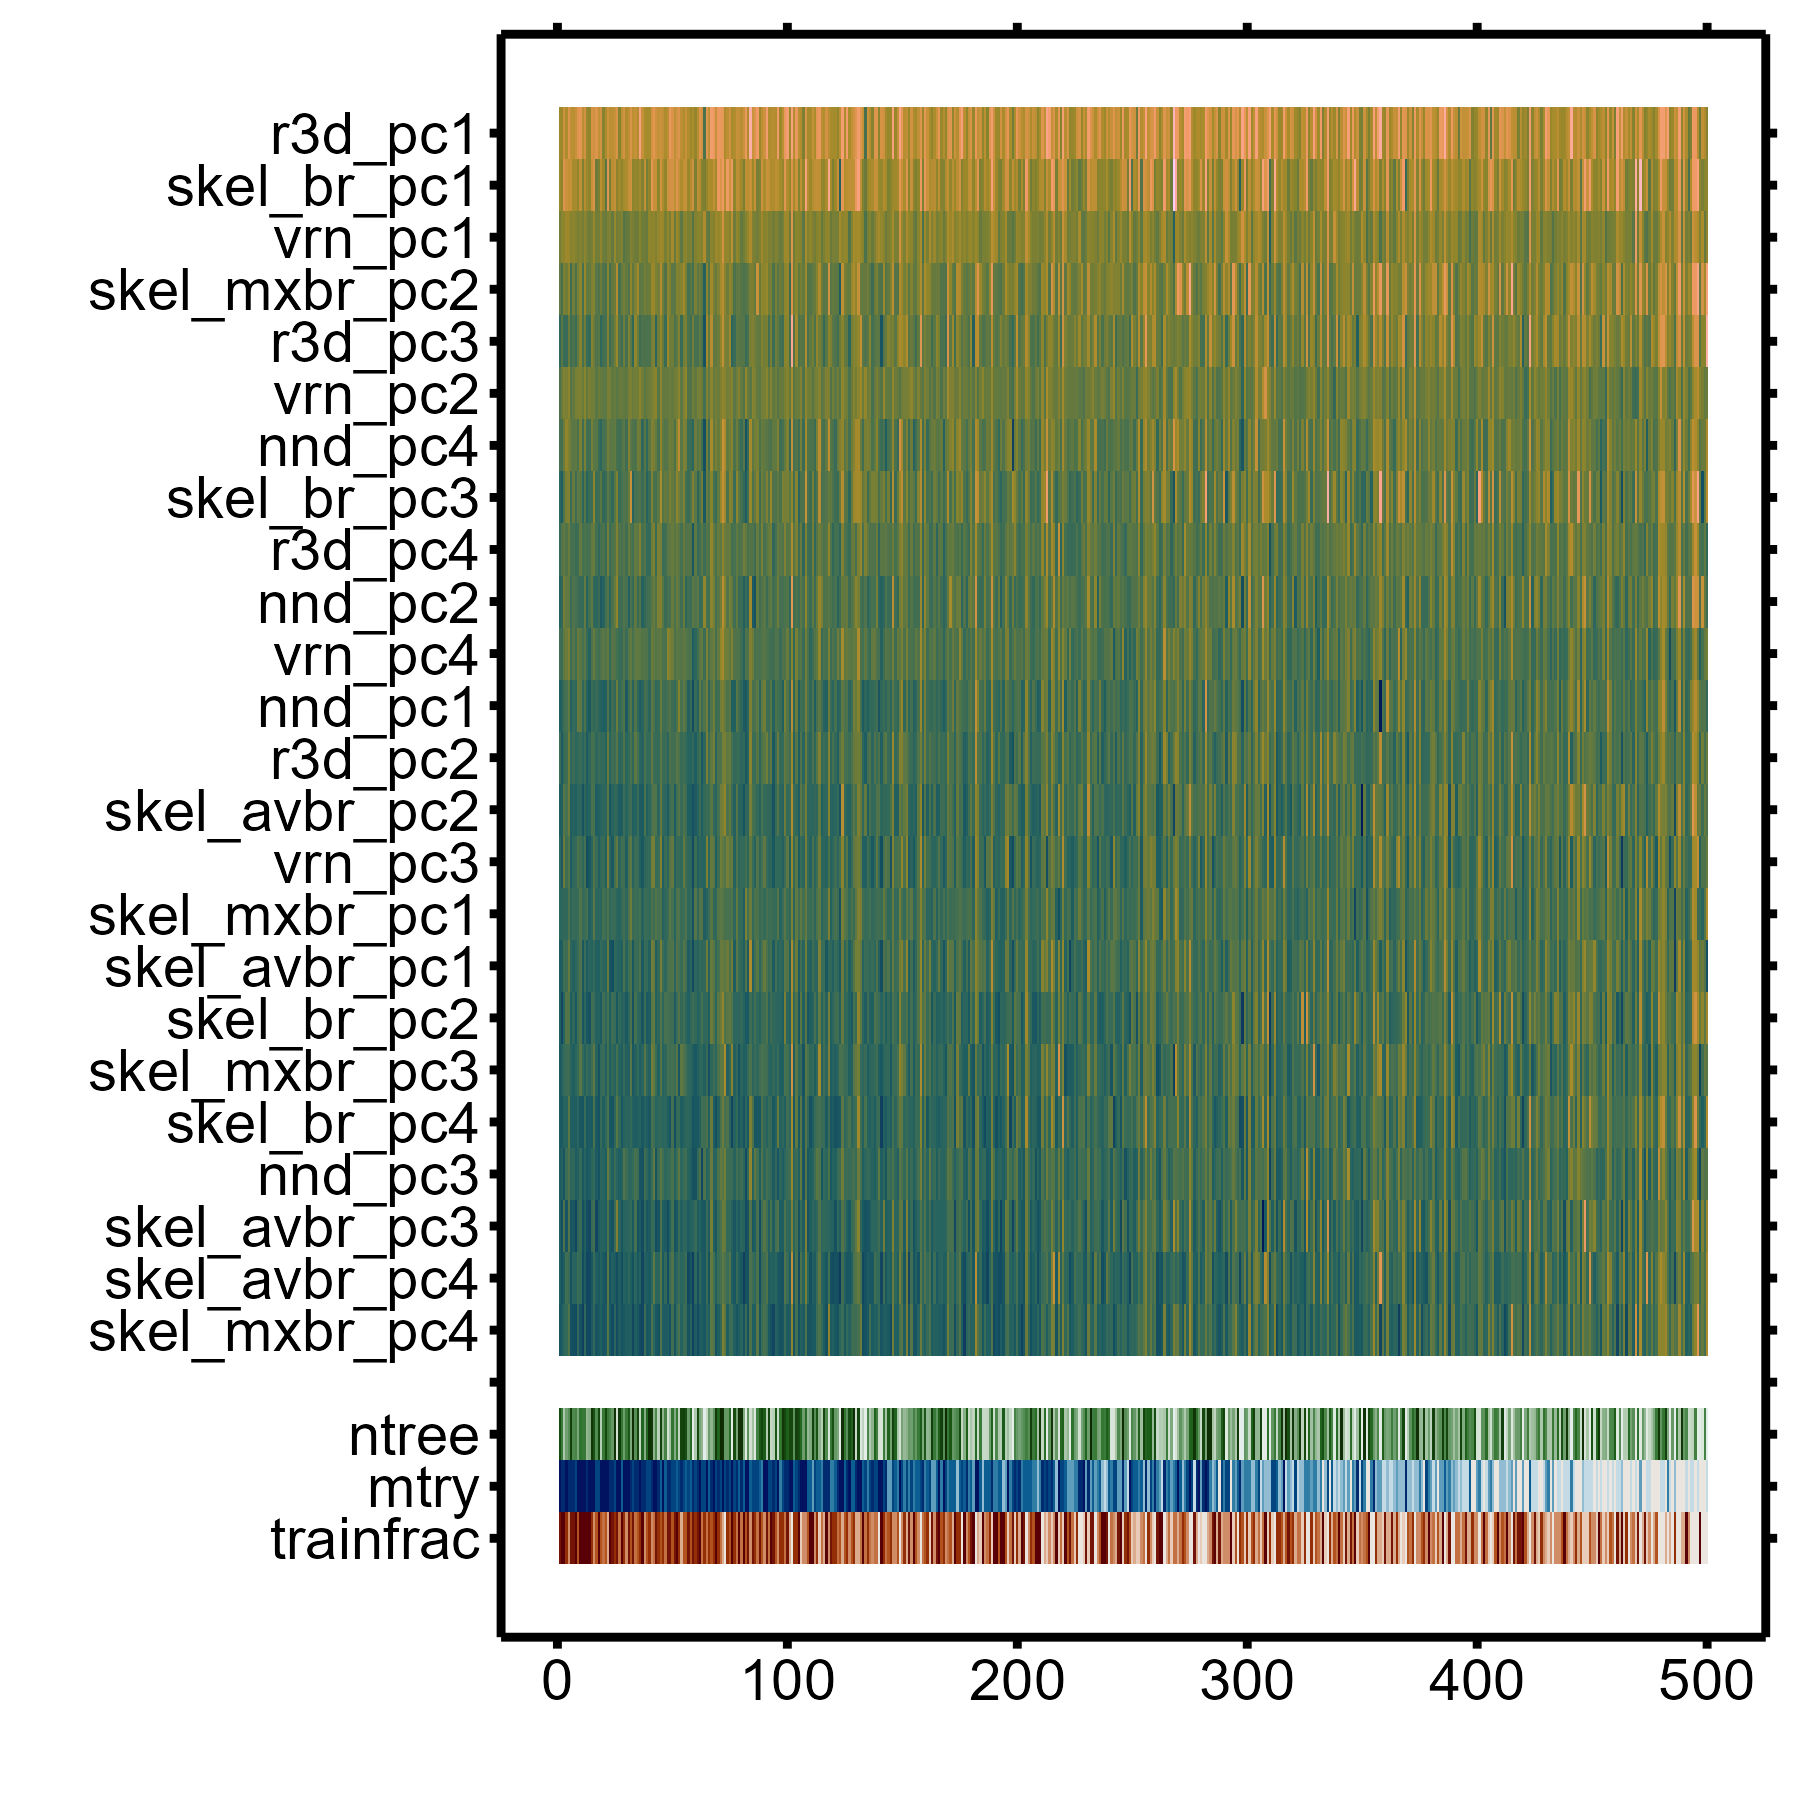 r3d_pc1
skel_br_pc1
vrn_pc1
skel_mxbr_pc2
r3d_pc3
vrn_pc2
nnd_pc4
skel_br_pc3
r3d_pc4
nnd_pc2
vrn_pc4
nnd_pc1
r3d_pc2
skel_avbr_pc2
vrn_pc3
skel_mxbr_pc1
skel_avbr_pc1
skel_br_pc2
skel_mxbr_pc3
skel_br_pc4
nnd_pc3
skel_avbr_pc3
skel_avbr_pc4
skel_mxbr_pc4
ntree
mtry
trainfrac
0 100 200 300 400 500